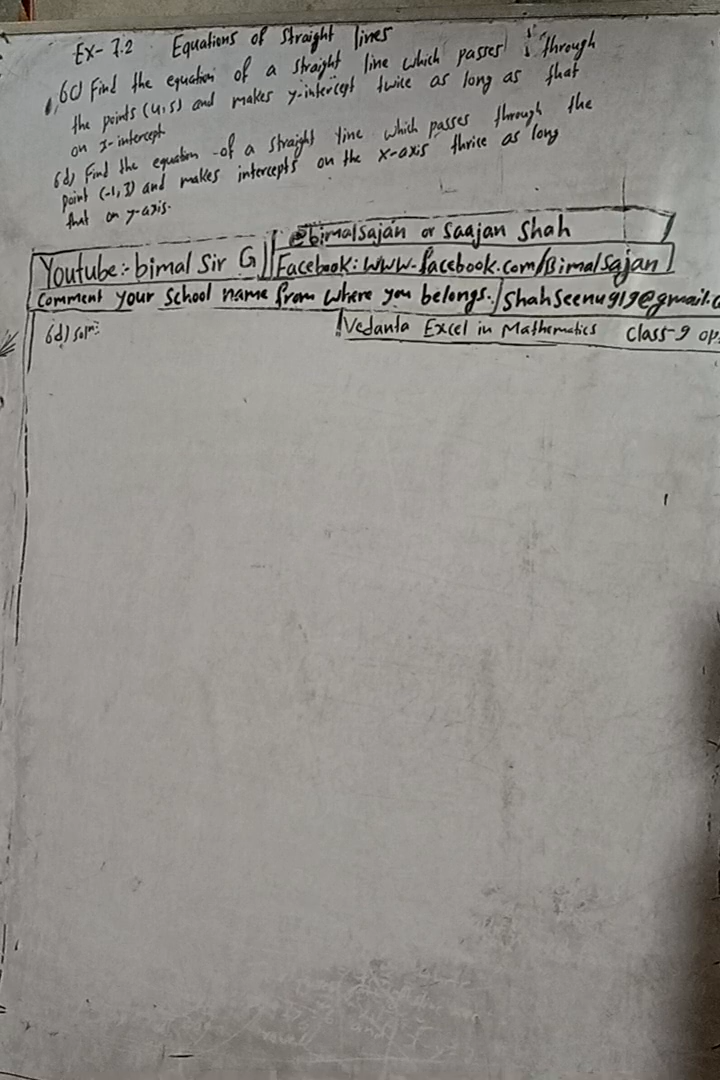 Ex- 7.2 Equations of Straight lines
6c) Find the equation of a straight line which passes through
the points (4,5) and makes y-intercept twice as long as that
on x-intercept
6d) Find the equation of a straight line which passes through the
point (-1, 3) and makes intercepts on the x-axis thrice as long
that on y-axis.
@bimalsajan or Saajan Shah
Youtube:- bimal Sir G
Facebook: www.facebook.com/Bimalsajan
Comment your School name from where you belongs.
Shahseenu919@gmail.c
6d) Solⁿ:
Vedanta Excel in Mathematics Class-9 op.